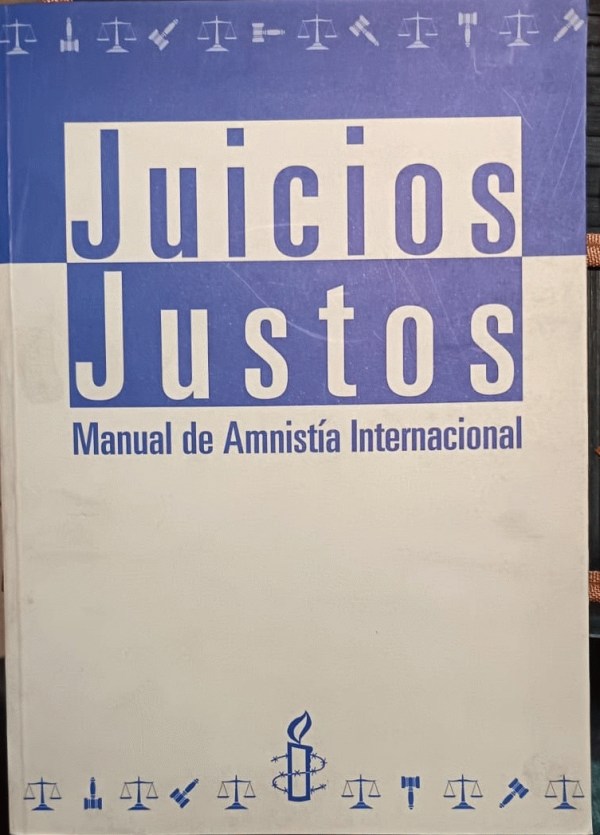 Juicios
Justos
Manual de Amnistía Internacional